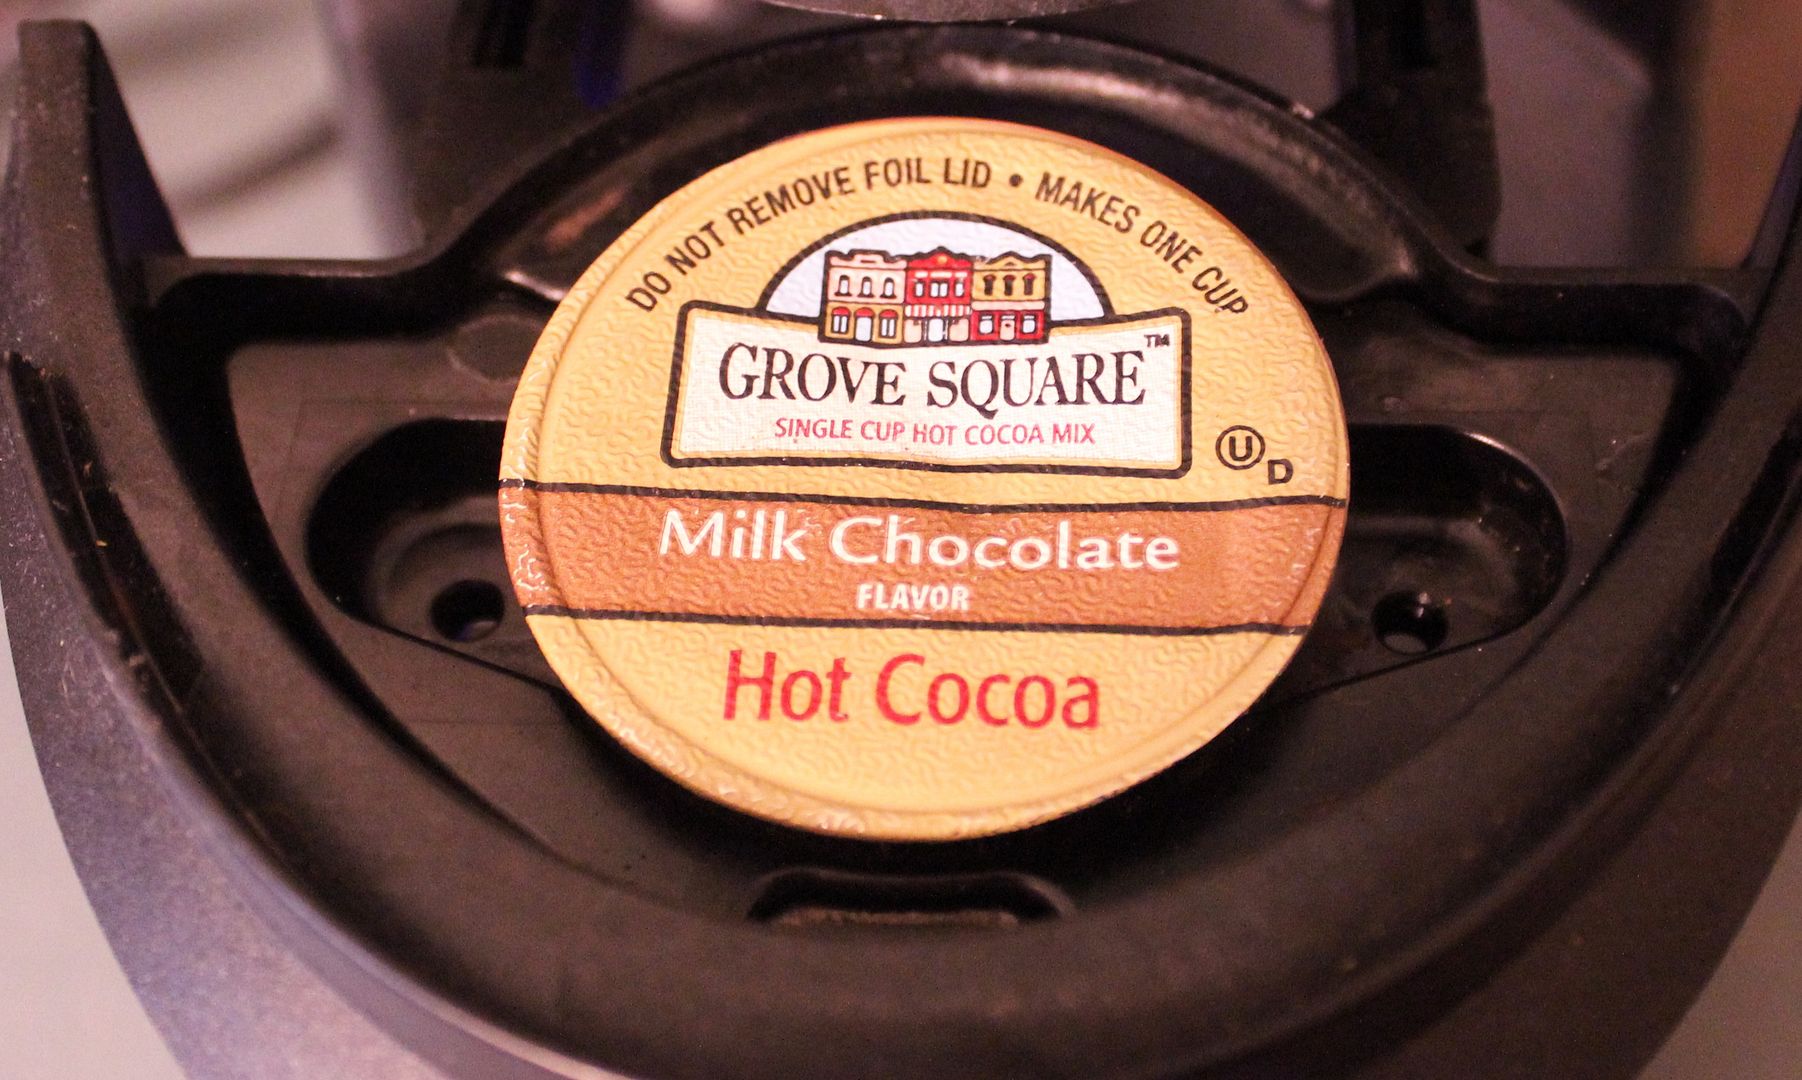 DO NOT REMOVE FOIL LID • MAKES ONE CUP
GROVE SQUARE™
SINGLE CUP HOT COCOA MIX
U D
Milk Chocolate
FLAVOR
Hot Cocoa